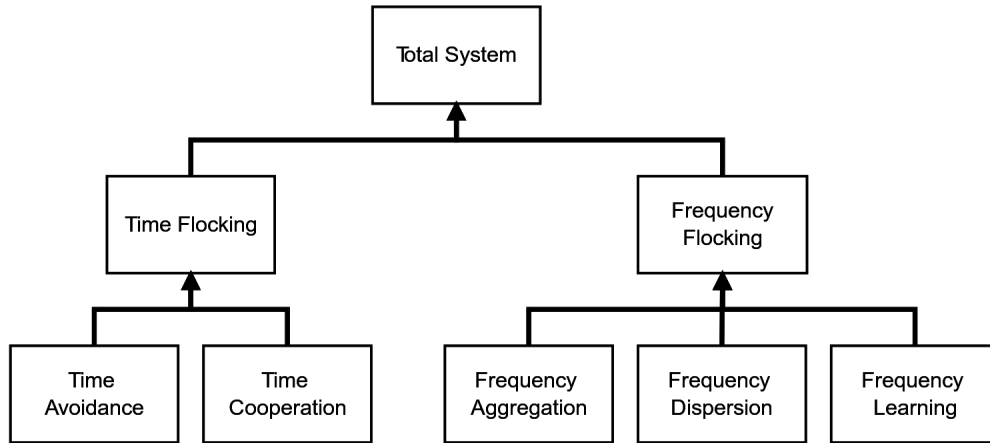 Total System
Time Flocking
Frequency
Flocking
Time
Avoidance
Time
Cooperation
Frequency
Aggregation
Frequency
Dispersion
Frequency
Learning